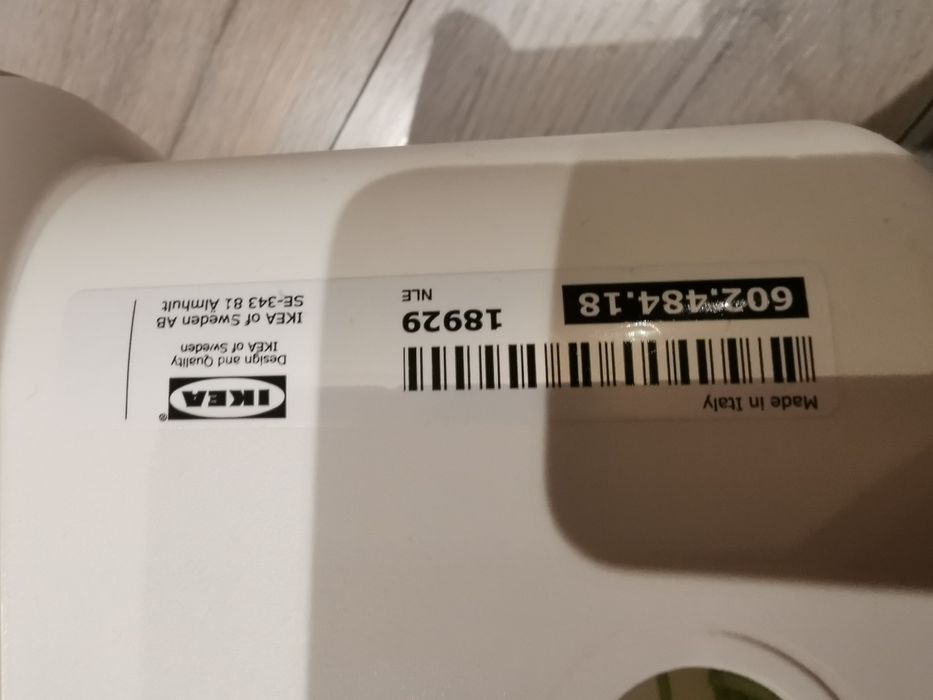 Made in Italy
602.484.18
18929
NLE
IKEA®
Design and Quality
IKEA of Sweden
IKEA of Sweden AB
SE-343 81 Älmhult